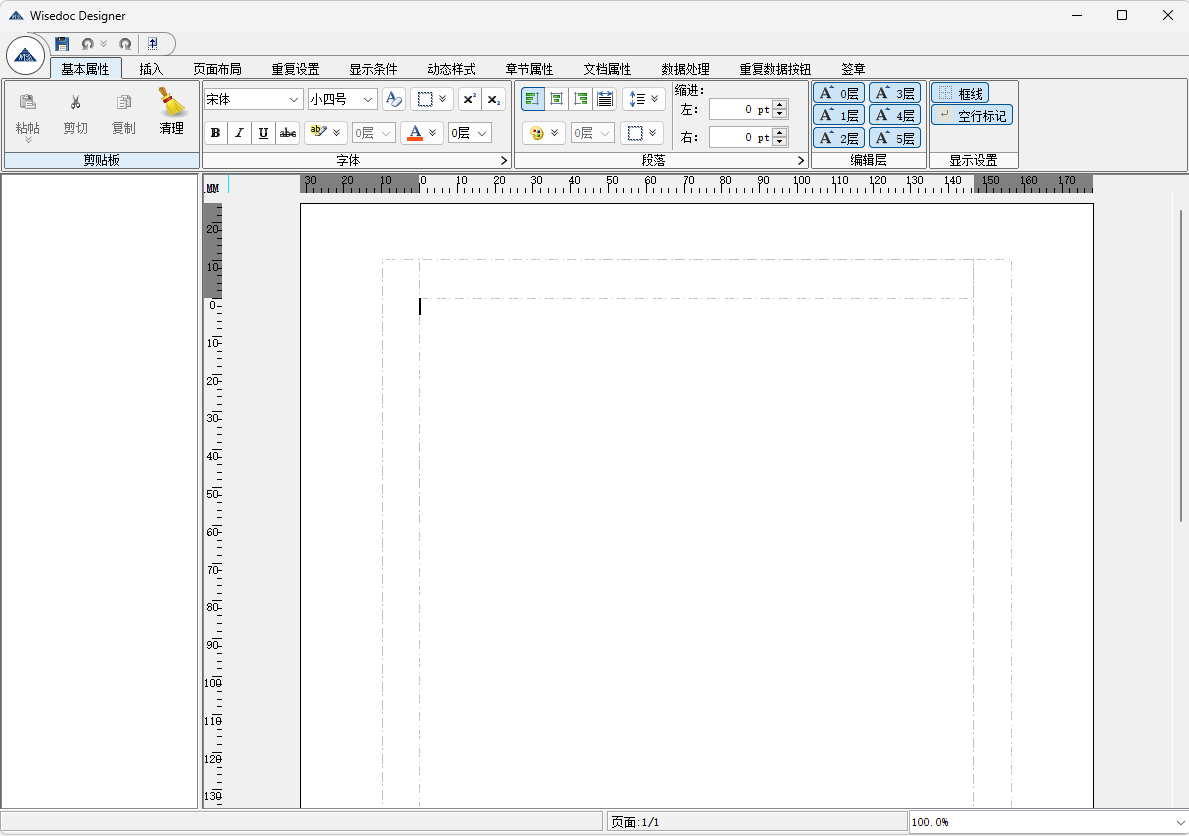 Wisedoc Designer
基本属性 插入 页面布局 重复设置 显示条件 动态样式 章节属性 文档属性 数据处理 重复数据按钮 签章
粘帖 剪切 复制 清理
剪贴板
宋体 小四号
B I U abc 0层 A 0层
字体
缩进:
左: 0 pt
0层 右: 0 pt
段落
A 0层 A 3层
A 1层 A 4层
A 2层 A 5层
编辑层
框线
空行标记
显示设置
MM
30 20 10 0 10 20 30 40 50 60 70 80 90 100 110 120 130 140 150 160 170
20
10
0
10
20
30
40
50
60
70
80
90
100
110
120
130
页面:1/1
100.0%